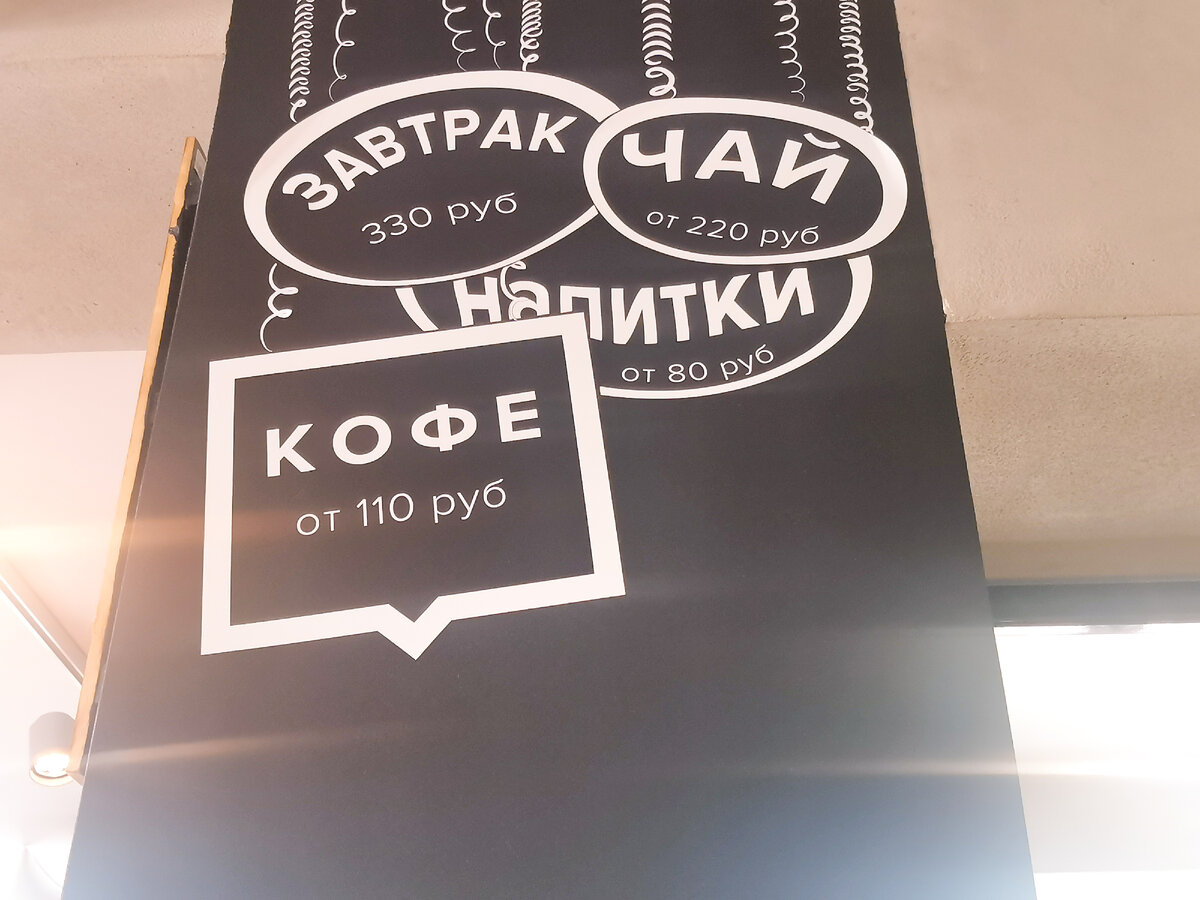 ЗАВТРАК
330 руб
ЧАЙ
от 220 руб
НАПИТКИ
от 80 руб
КОФЕ
от 110 руб